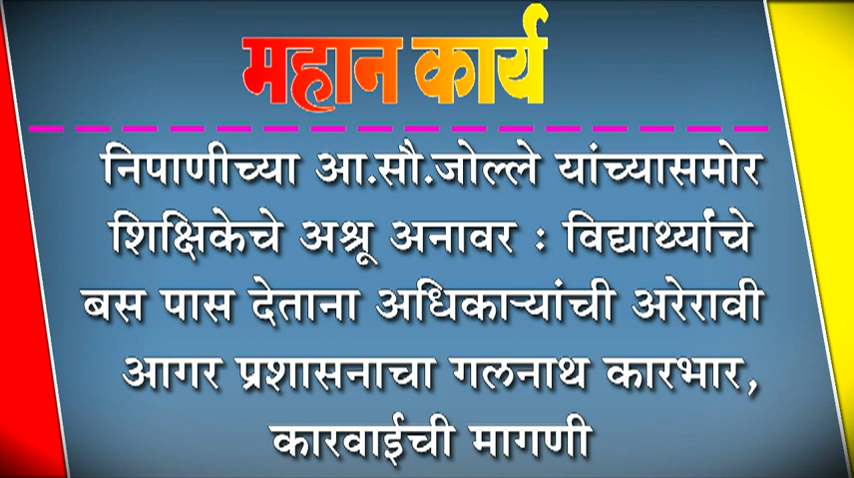 महान कार्य
निपाणीच्या आ.सौ.जोल्ले यांच्यासमोर
शिक्षिकेचे अश्रू अनावर : विद्यार्थ्यांचे
बस पास देताना अधिकाऱ्यांची अरेरावी
आगर प्रशासनाचा गलनाथ कारभार,
कारवाईची मागणी